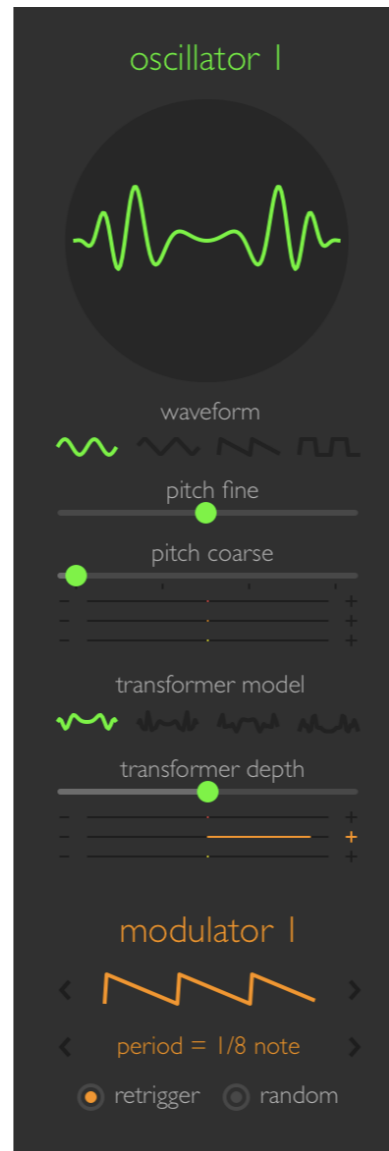 oscillator 1
waveform
pitch fine
pitch coarse
- +
- +
- +
transformer model
transformer depth
- +
- +
- +
modulator 1
< >
< period = 1/8 note >
retrigger random